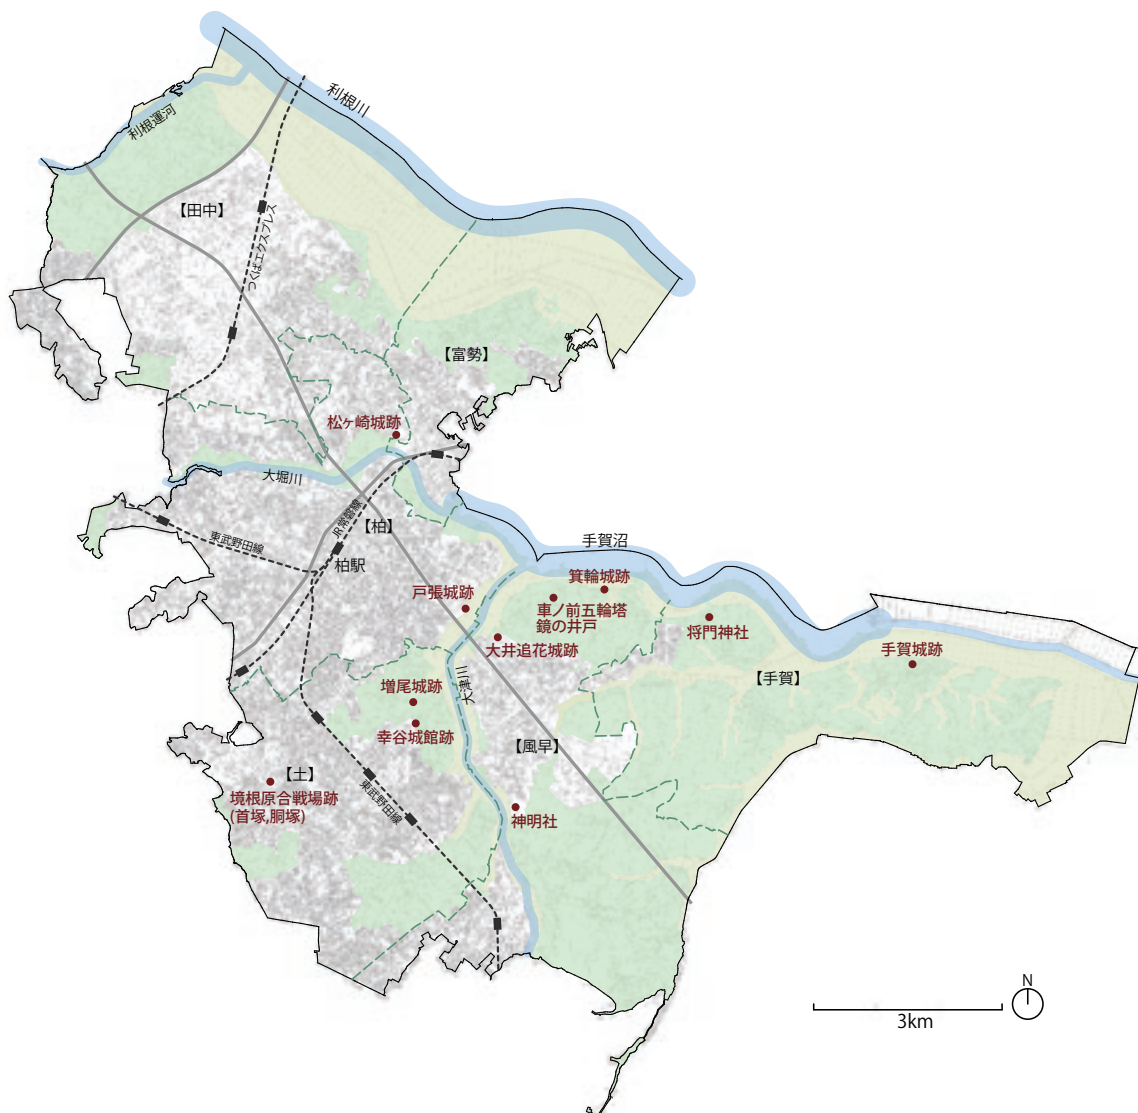 利根川
利根運河
【田中】
つくばエクスプレス
【富勢】
松ヶ崎城跡
大堀川
JR常磐線
【柏】
東武野田線
柏駅
手賀沼
箕輪城跡
戸張城跡
車ノ前五輪塔
鏡の井戸
将門神社
大井追花城跡
手賀城跡
【手賀】
大津川
増尾城跡
幸谷城館跡
【風早】
【土】
境根原合戦場跡
(首塚,胴塚)
東武野田線
神明社
N
3km